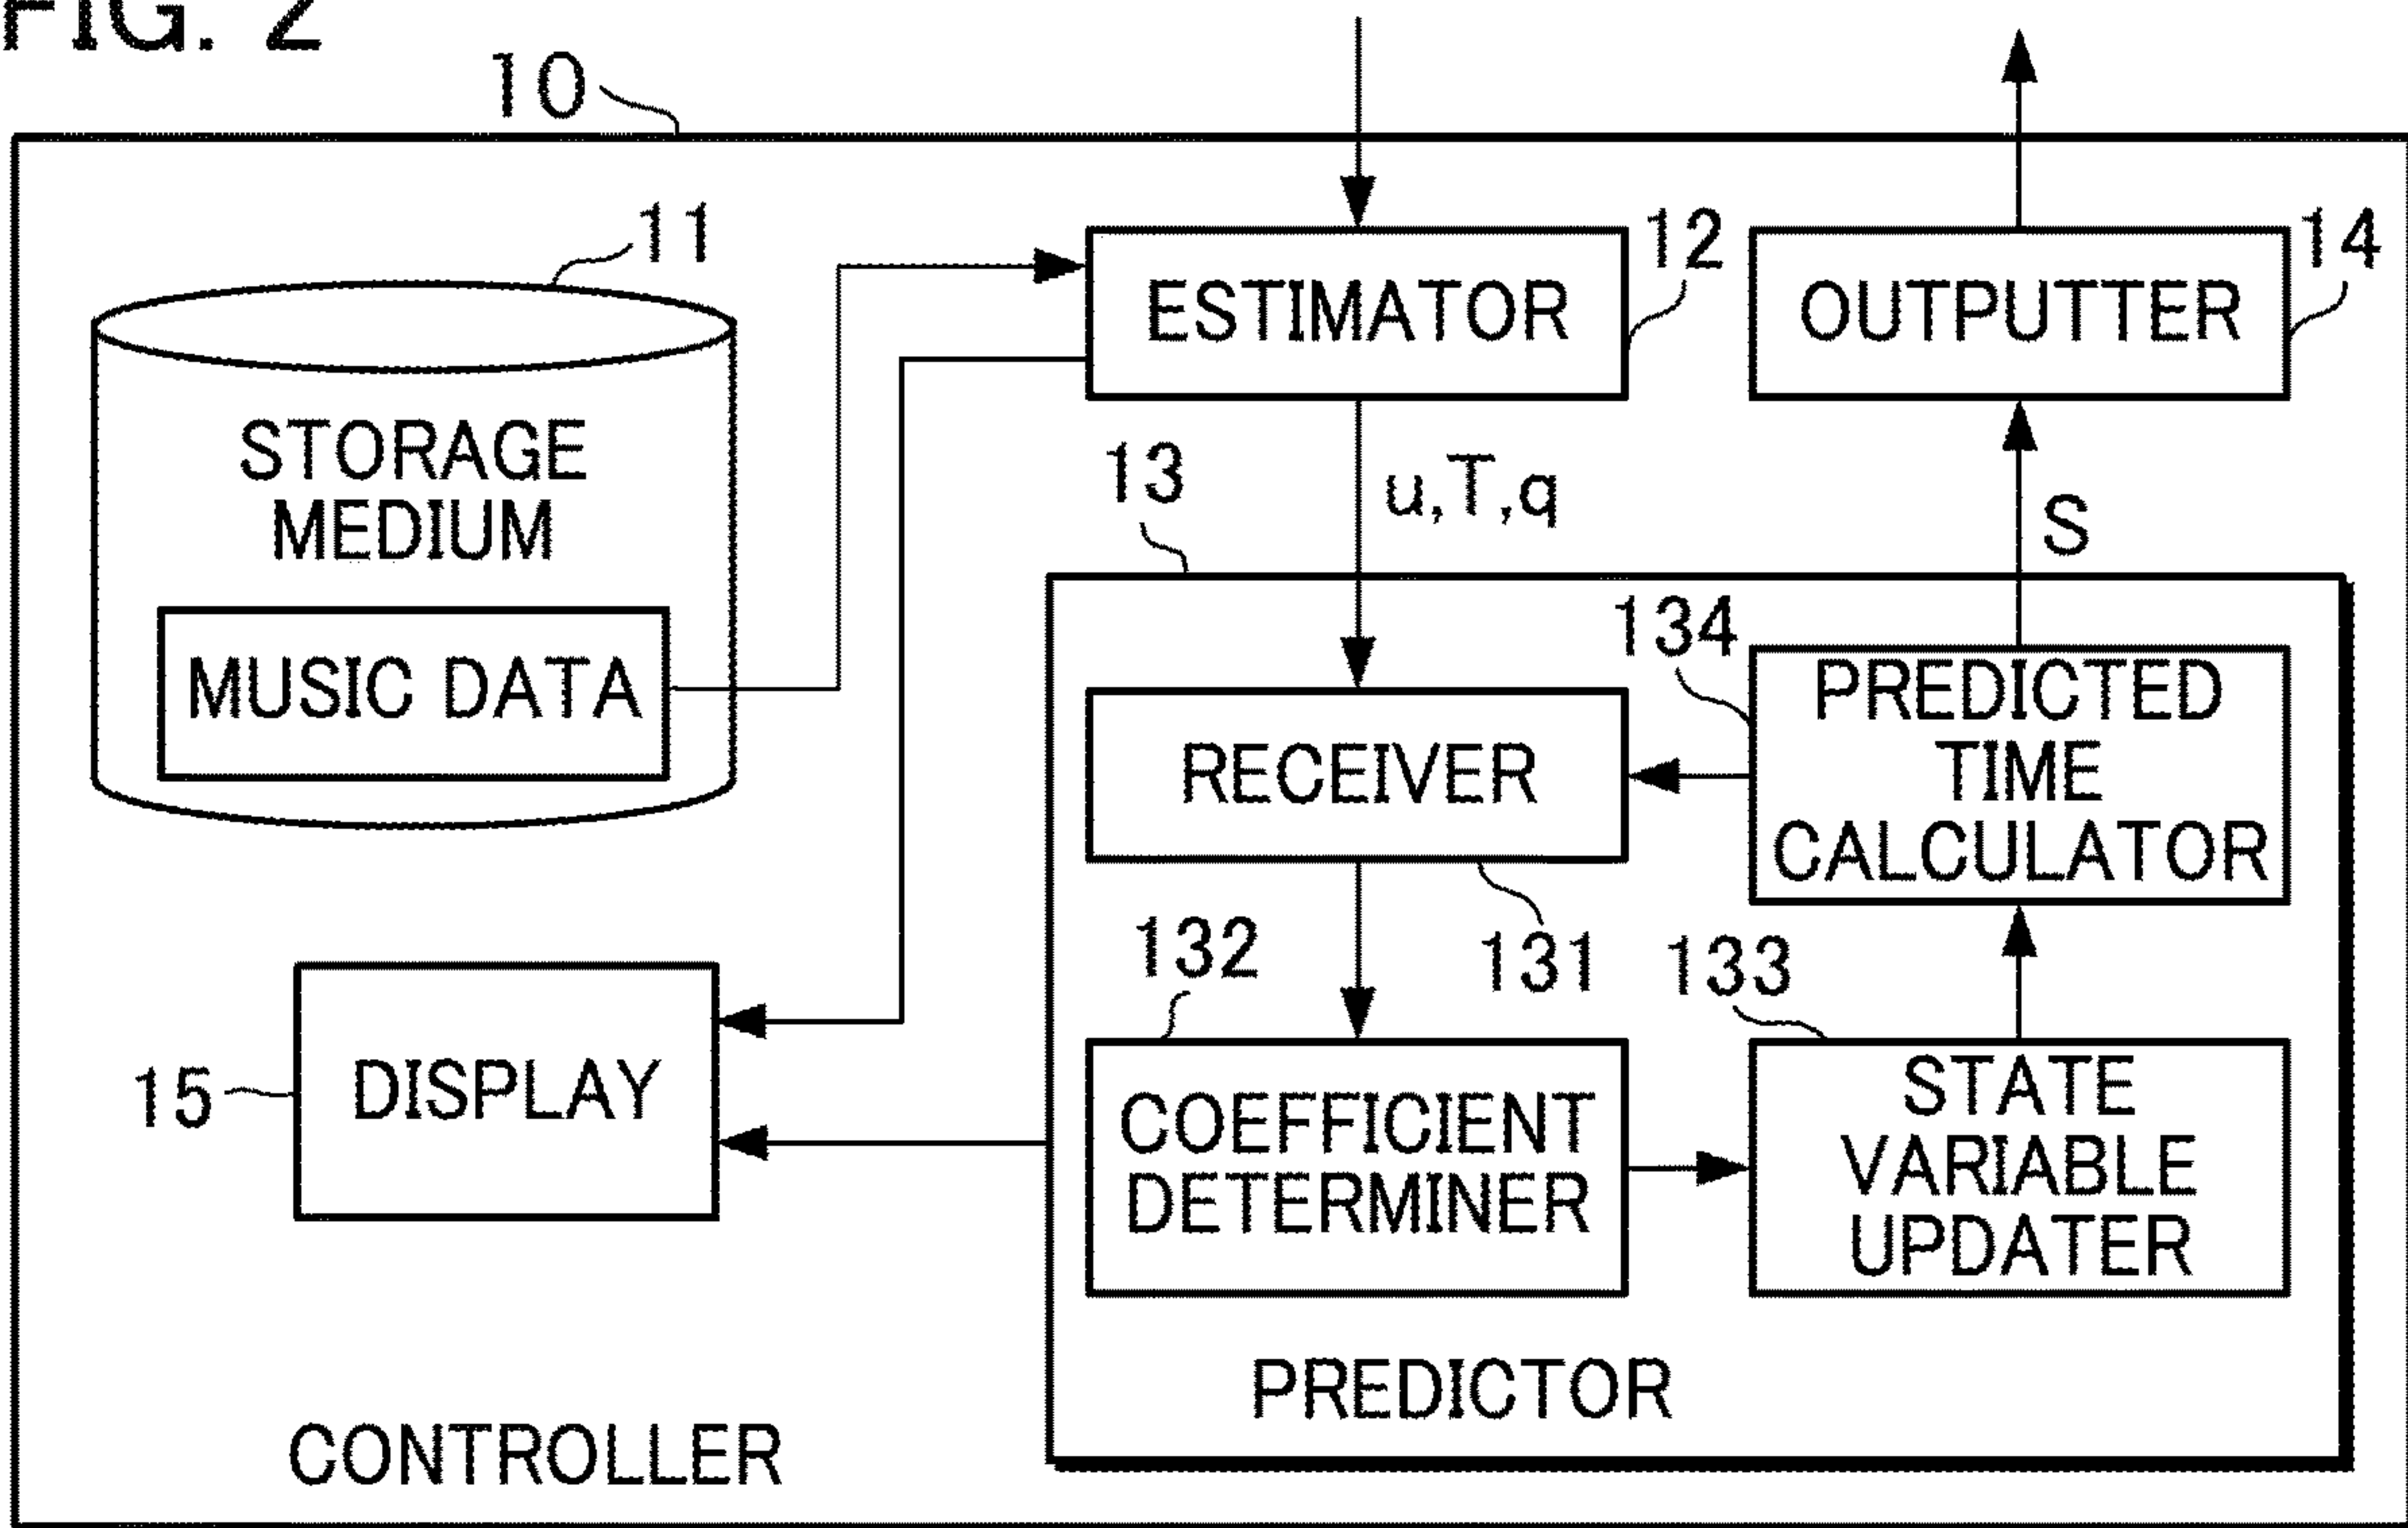 FIG. 2
10
11
STORAGE
MEDIUM
MUSIC DATA
ESTIMATOR
12
OUTPUTTER
14
13
u,T,q
S
134
RECEIVER
131
PREDICTED
TIME
CALCULATOR
132
COEFFICIENT
DETERMINER
133
STATE
VARIABLE
UPDATER
15
DISPLAY
PREDICTOR
CONTROLLER